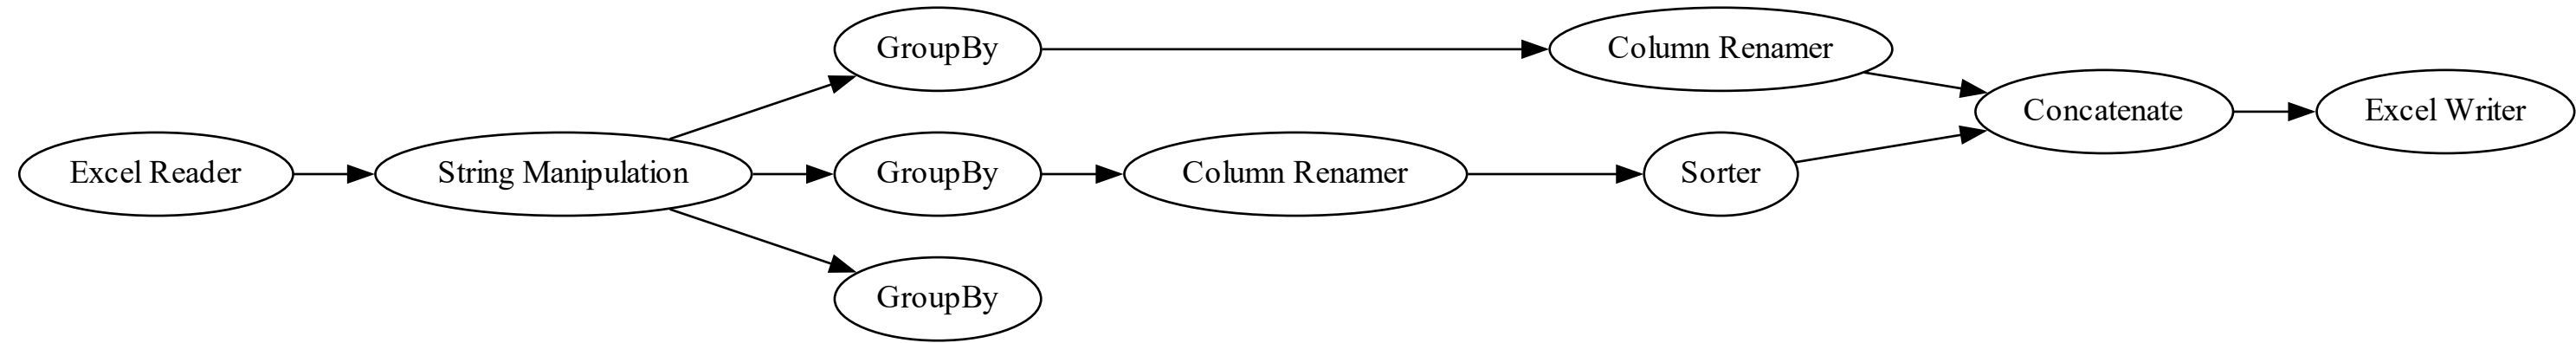 GroupBy
Column Renamer
Concatenate
Excel Writer
Excel Reader
String Manipulation
GroupBy
Column Renamer
Sorter
GroupBy